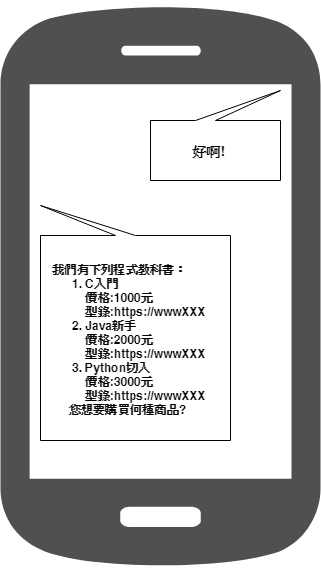 好啊!
我們有下列程式教科書：
1. C入門
價格:1000元
型錄:https://wwwXXX
2. Java新手
價格:2000元
型錄:https://wwwXXX
3. Python切入
價格:3000元
型錄:https://wwwXXX
您想要購買何種商品?